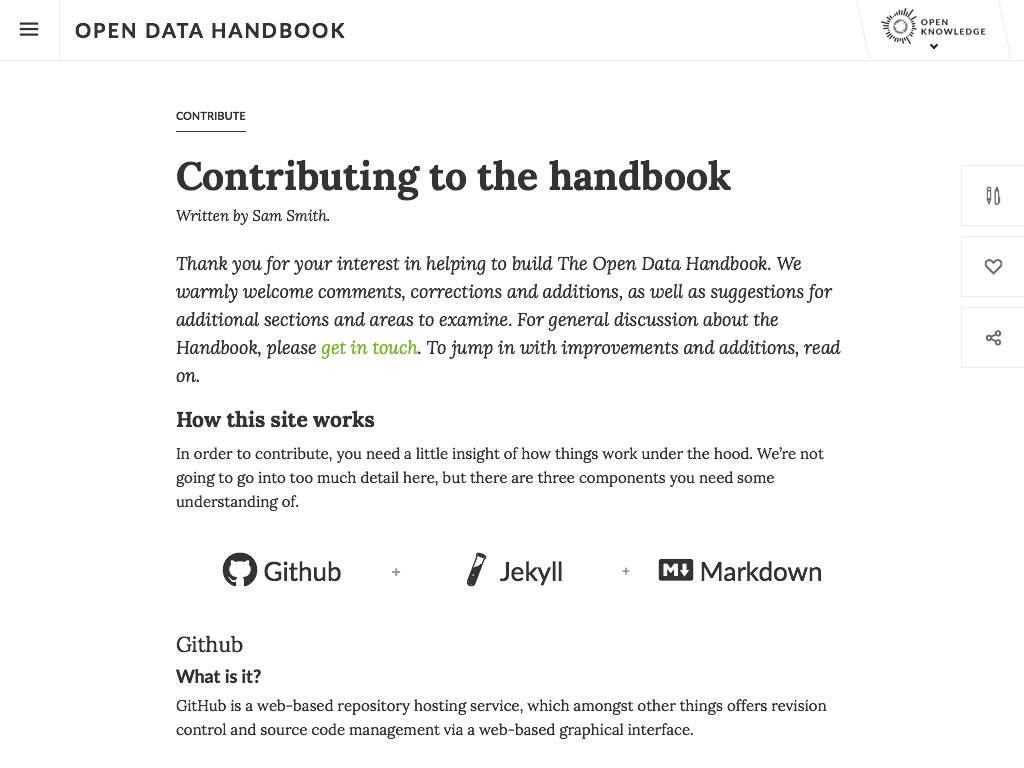 OPEN DATA HANDBOOK
OPEN
KNOWLEDGE
CONTRIBUTE
Contributing to the handbook
Written by Sam Smith.
Thank you for your interest in helping to build The Open Data Handbook. We
warmly welcome comments, corrections and additions, as well as suggestions for
additional sections and areas to examine. For general discussion about the
Handbook, please get in touch. To jump in with improvements and additions, read
on.
How this site works
In order to contribute, you need a little insight of how things work under the hood. We’re not
going to go into too much detail here, but there are three components you need some
understanding of.
Github + Jekyll + M Markdown
Github
What is it?
GitHub is a web-based repository hosting service, which amongst other things offers revision
control and source code management via a web-based graphical interface.